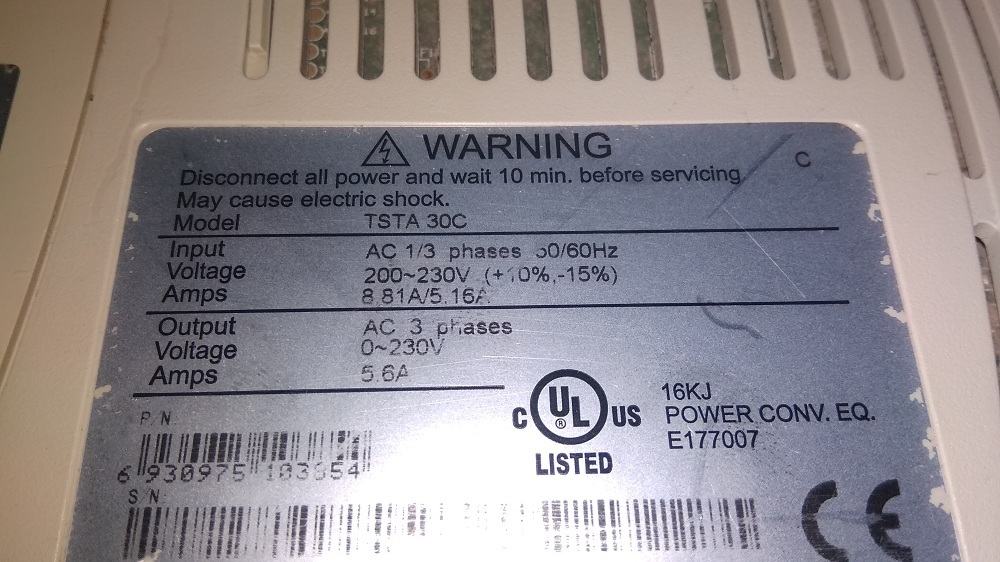 WARNING
C
Disconnect all power and wait 10 min. before servicing
May cause electric shock.
Model TSTA 30C
Input AC 1/3 phases 50/60Hz
Voltage 200~230V (+10%,-15%)
Amps 8.81A/5.16A
Output AC 3 phases
Voltage 0~230V
Amps 5.6A
P/N:
6 930975 183854
S/N:
C UL ® US
LISTED
16KJ
POWER CONV. EQ.
E177007
CE